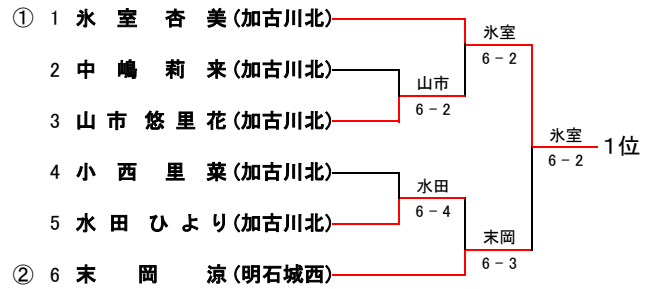 ① 1 氷 室 杏 美 (加古川北)
氷室
6 − 2
2 中 嶋 莉 来 (加古川北)
山市
6 − 2
3 山 市 悠 里 花 (加古川北)
氷室
6 − 2
1位
4 小 西 里 菜 (加古川北)
水田
6 − 4
5 水 田 ひ よ り (加古川北)
末岡
6 − 3
② 6 末 岡 涼 (明石城西)